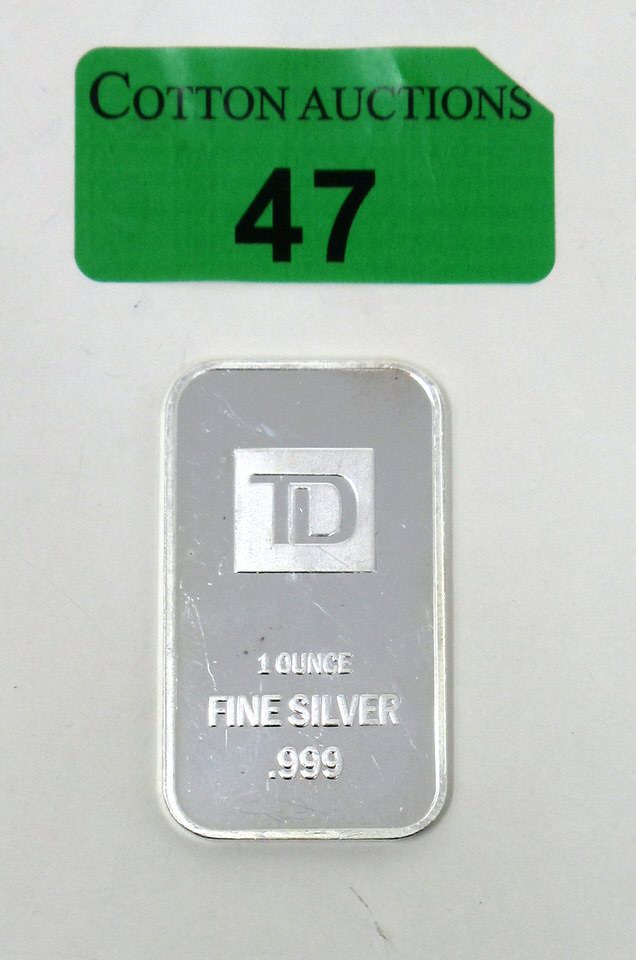 COTTON AUCTIONS
47
TD
1 OUNCE
FINE SILVER
.999